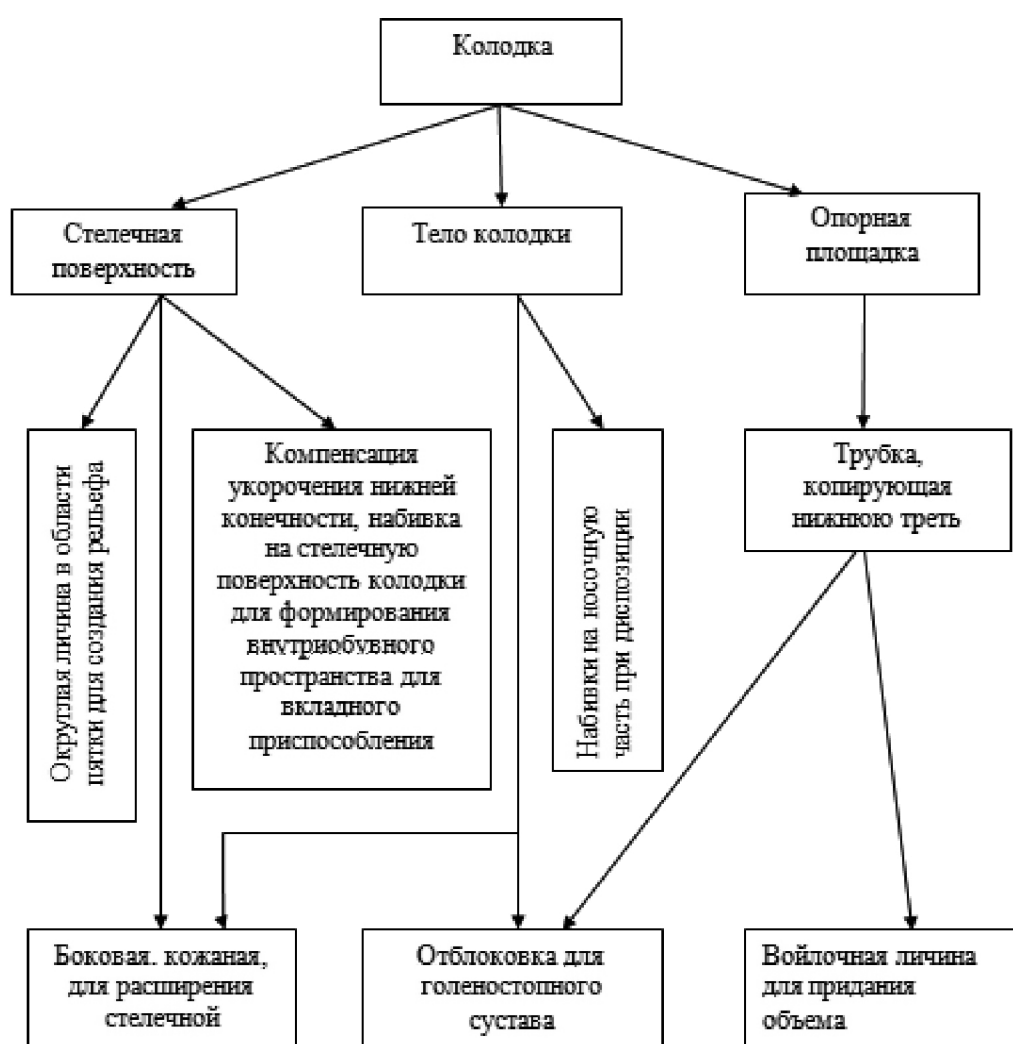 Колодка
Стелечная
поверхность
Тело колодки
Опорная
площадка
Округлая личина в области
пятки для создания рельефа
Компенсация
укорочения нижней
конечности, набивка
на стелечную
поверхность колодки
для формирования
внутриобувного
пространства для
вкладного
приспособления
Набивки на носочную
часть при диспозиции
Трубка,
копирующая
нижнюю треть
Боковая. кожаная,
для расширения
стелечной
Отблоковка для
голеностопного
сустава
Войлочная личина
для придания
объема